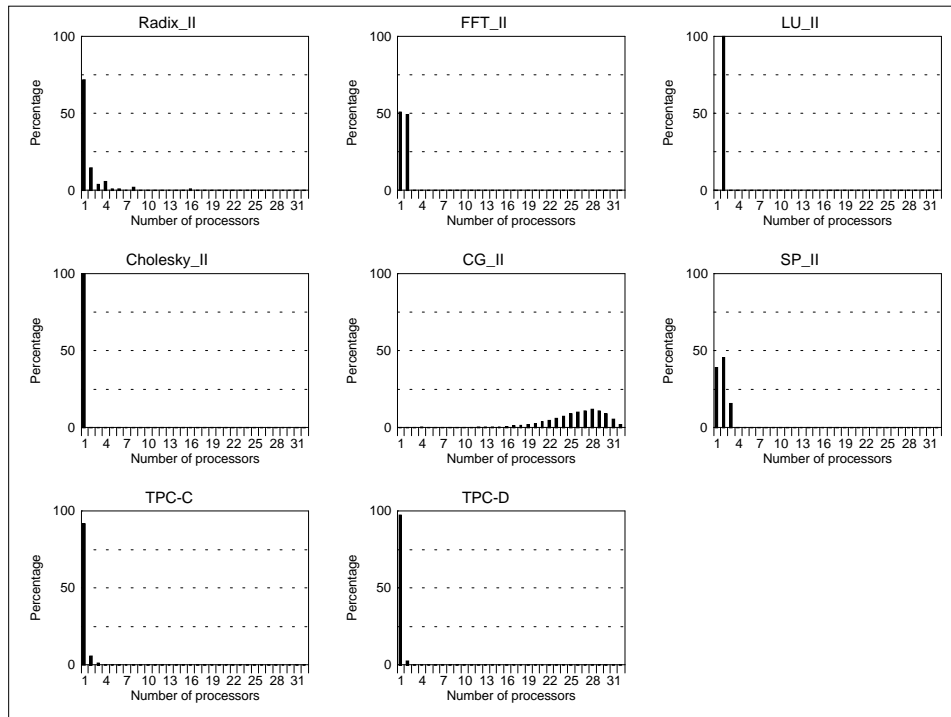 Radix_II
100
50
0
Percentage
1 4 7 10 13 16 19 22 25 28 31
Number of processors
FFT_II
100
50
0
Percentage
1 4 7 10 13 16 19 22 25 28 31
Number of processors
LU_II
100
50
0
Percentage
1 4 7 10 13 16 19 22 25 28 31
Number of processors
Cholesky_II
100
50
0
Percentage
1 4 7 10 13 16 19 22 25 28 31
Number of processors
CG_II
100
50
0
Percentage
1 4 7 10 13 16 19 22 25 28 31
Number of processors
SP_II
100
50
0
Percentage
1 4 7 10 13 16 19 22 25 28 31
Number of processors
TPC-C
100
50
0
Percentage
1 4 7 10 13 16 19 22 25 28 31
Number of processors
TPC-D
100
50
0
Percentage
1 4 7 10 13 16 19 22 25 28 31
Number of processors